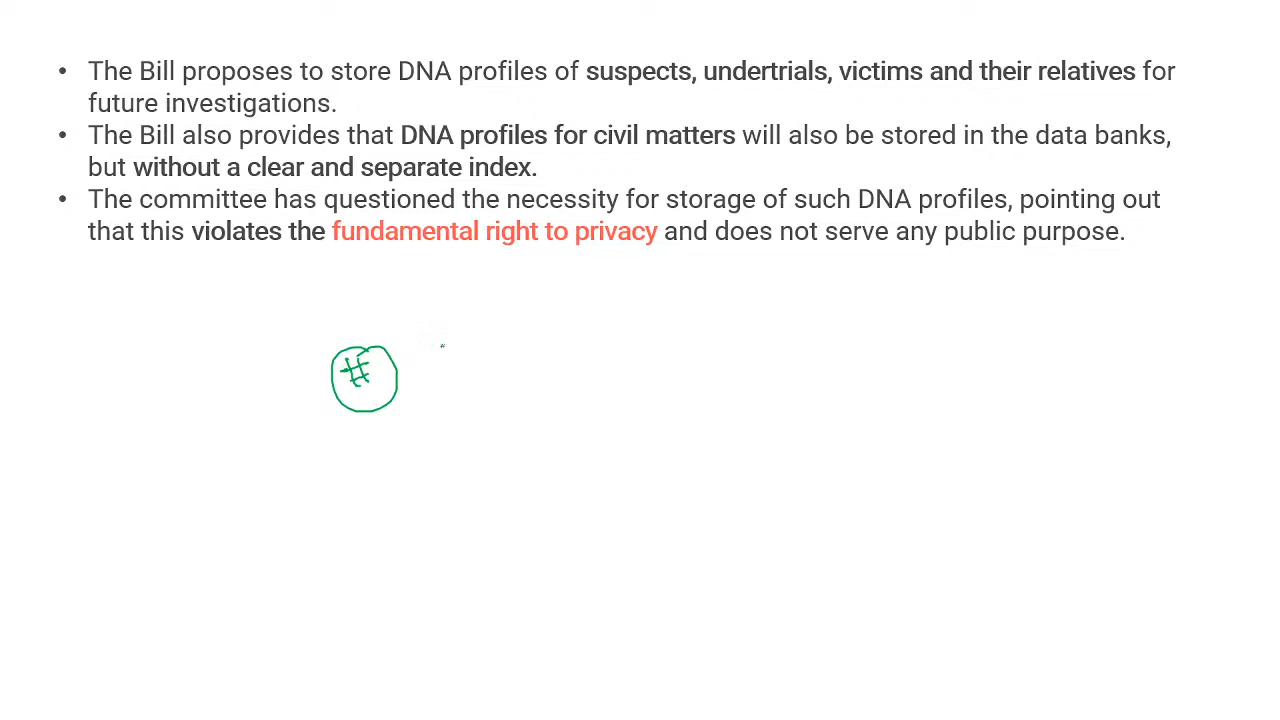 • The Bill proposes to store DNA profiles of suspects, undertrials, victims and their relatives for
future investigations.
• The Bill also provides that DNA profiles for civil matters will also be stored in the data banks,
but without a clear and separate index.
• The committee has questioned the necessity for storage of such DNA profiles, pointing out
that this violates the fundamental right to privacy and does not serve any public purpose.
#